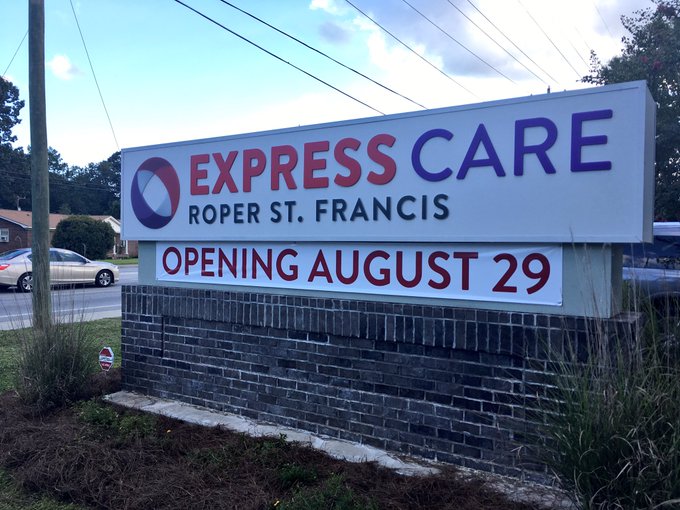 EXPRESS CARE
ROPER ST. FRANCIS
OPENING AUGUST 29